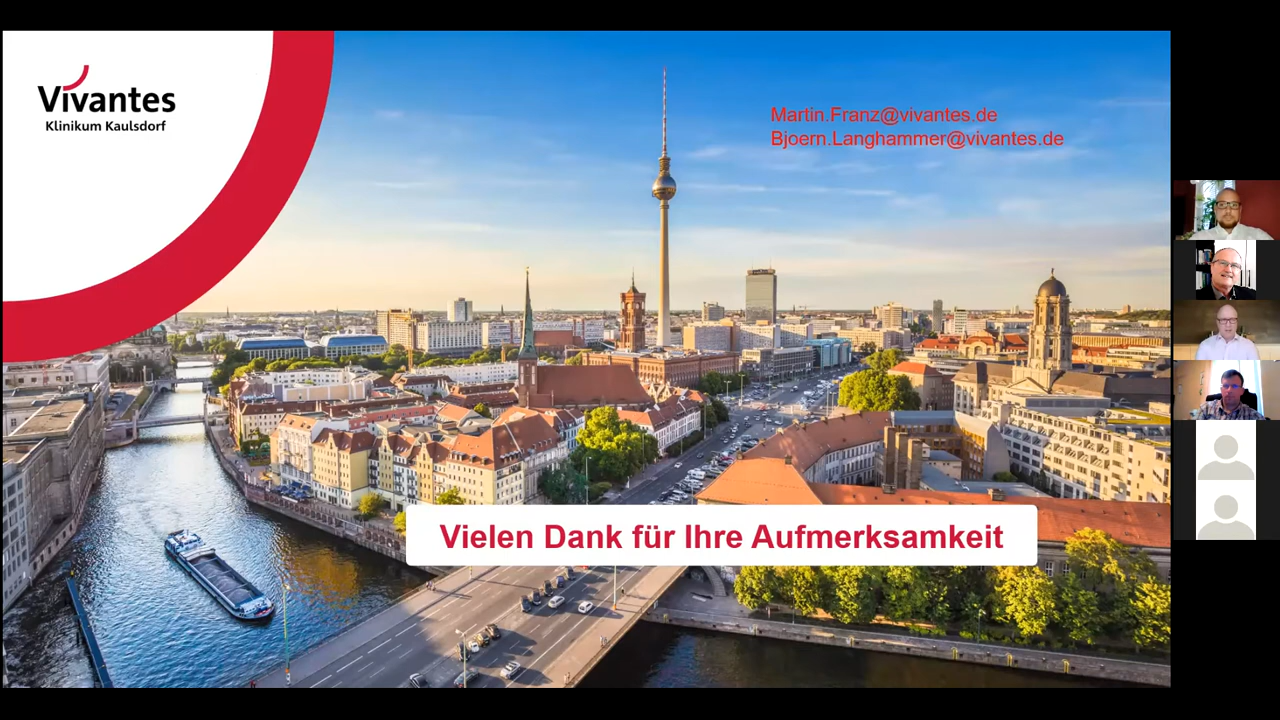 Vivantes
Klinikum Kaulsdorf
Martin.Franz@vivantes.de
Bjoern.Langhammer@vivantes.de
Vielen Dank für Ihre Aufmerksamkeit